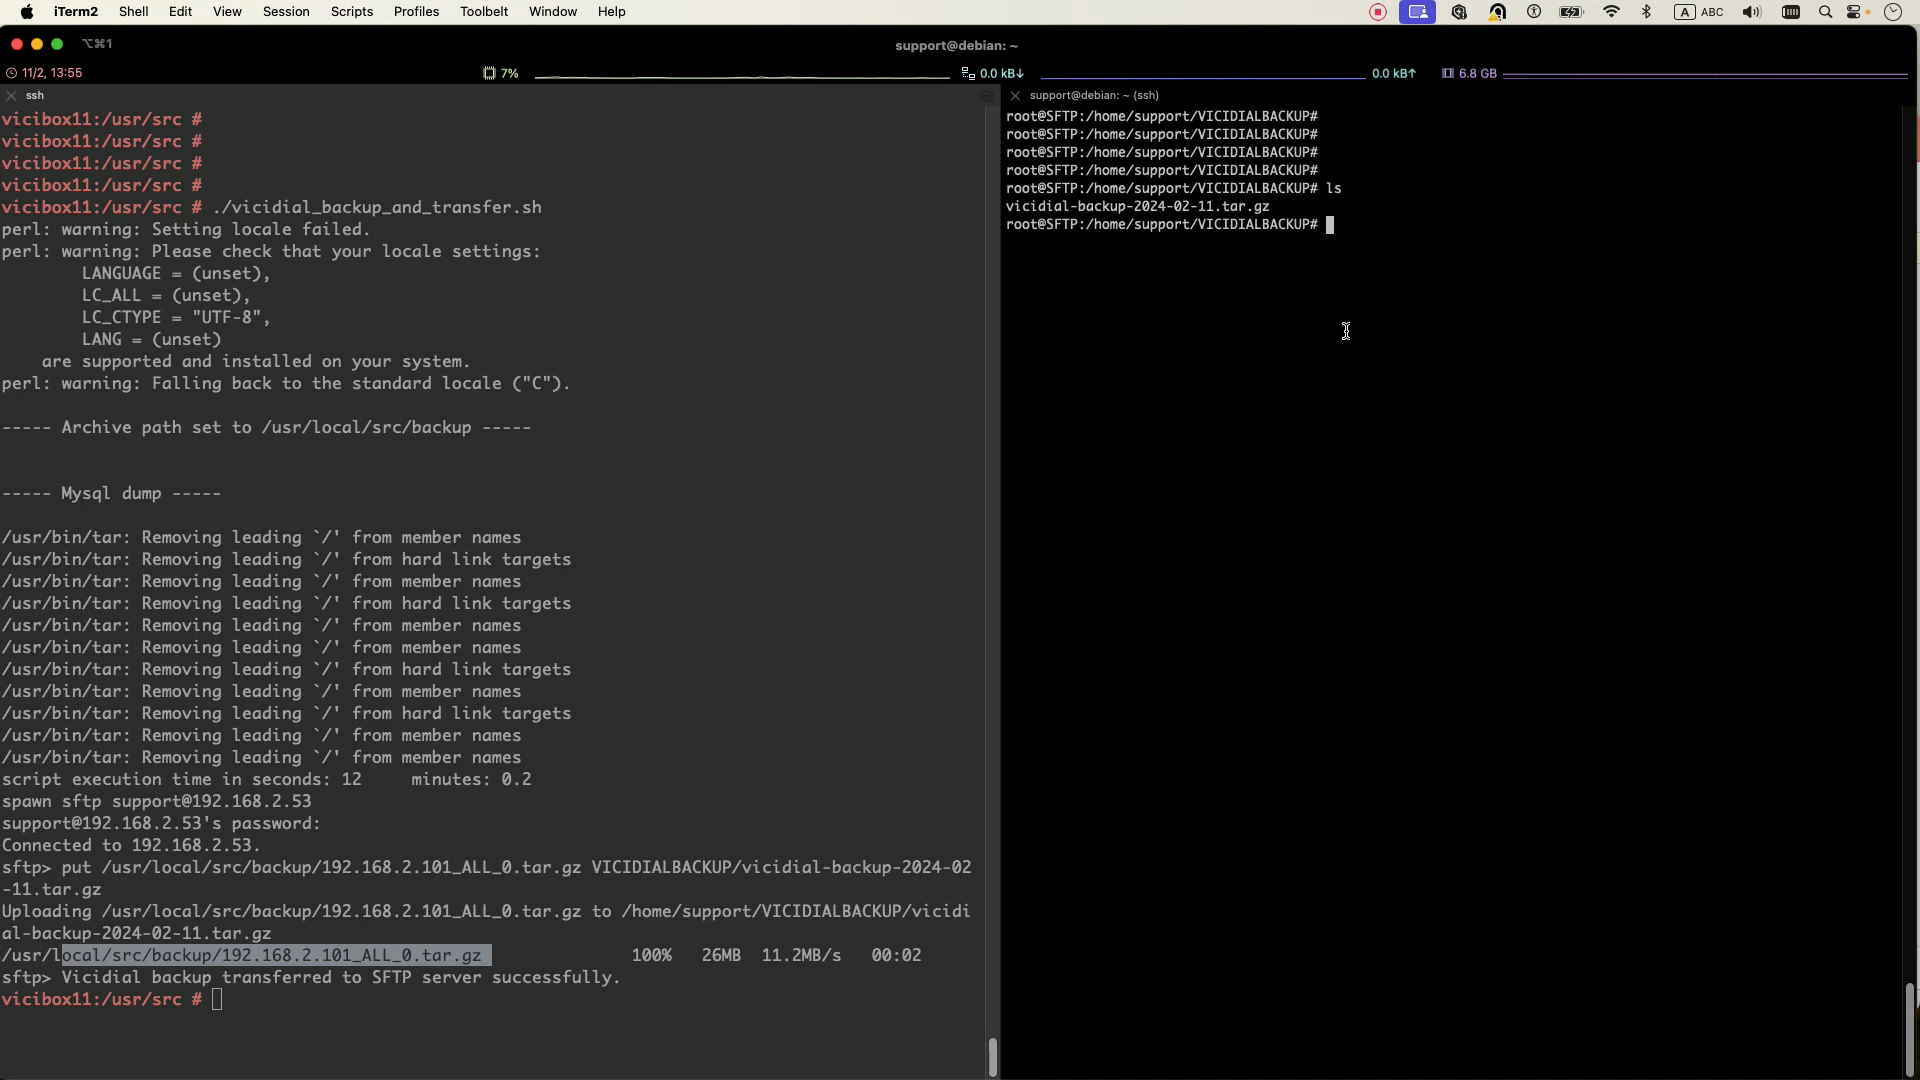 iTerm2 Shell Edit View Session Scripts Profiles Toolbelt Window Help A ABC
⌥⌘1 support@debian: ~
11/2, 13:55 7% 0.0 kB↓ 0.0 kB↑ 6.8 GB
ssh
vicibox11:/usr/src #
vicibox11:/usr/src #
vicibox11:/usr/src #
vicibox11:/usr/src #
vicibox11:/usr/src # ./vicidial_backup_and_transfer.sh
perl: warning: Setting locale failed.
perl: warning: Please check that your locale settings:
        LANGUAGE = (unset),
        LC_ALL = (unset),
        LC_CTYPE = "UTF-8",
        LANG = (unset)
    are supported and installed on your system.
perl: warning: Falling back to the standard locale ("C").
----- Archive path set to /usr/local/src/backup -----
----- Mysql dump -----
/usr/bin/tar: Removing leading `/' from member names
/usr/bin/tar: Removing leading `/' from hard link targets
/usr/bin/tar: Removing leading `/' from member names
/usr/bin/tar: Removing leading `/' from hard link targets
/usr/bin/tar: Removing leading `/' from member names
/usr/bin/tar: Removing leading `/' from member names
/usr/bin/tar: Removing leading `/' from hard link targets
/usr/bin/tar: Removing leading `/' from member names
/usr/bin/tar: Removing leading `/' from hard link targets
/usr/bin/tar: Removing leading `/' from member names
/usr/bin/tar: Removing leading `/' from member names
script execution time in seconds: 12     minutes: 0.2
spawn sftp support@192.168.2.53
support@192.168.2.53's password:
Connected to 192.168.2.53.
sftp> put /usr/local/src/backup/192.168.2.101_ALL_0.tar.gz VICIDIALBACKUP/vicidial-backup-2024-02
-11.tar.gz
Uploading /usr/local/src/backup/192.168.2.101_ALL_0.tar.gz to /home/support/VICIDIALBACKUP/vicidi
al-backup-2024-02-11.tar.gz
/usr/local/src/backup/192.168.2.101_ALL_0.tar.gz               100%   26MB  11.2MB/s   00:02
sftp> Vicidial backup transferred to SFTP server successfully.
vicibox11:/usr/src #
support@debian: ~ (ssh)
root@SFTP:/home/support/VICIDIALBACKUP#
root@SFTP:/home/support/VICIDIALBACKUP#
root@SFTP:/home/support/VICIDIALBACKUP#
root@SFTP:/home/support/VICIDIALBACKUP#
root@SFTP:/home/support/VICIDIALBACKUP# ls
vicidial-backup-2024-02-11.tar.gz
root@SFTP:/home/support/VICIDIALBACKUP#